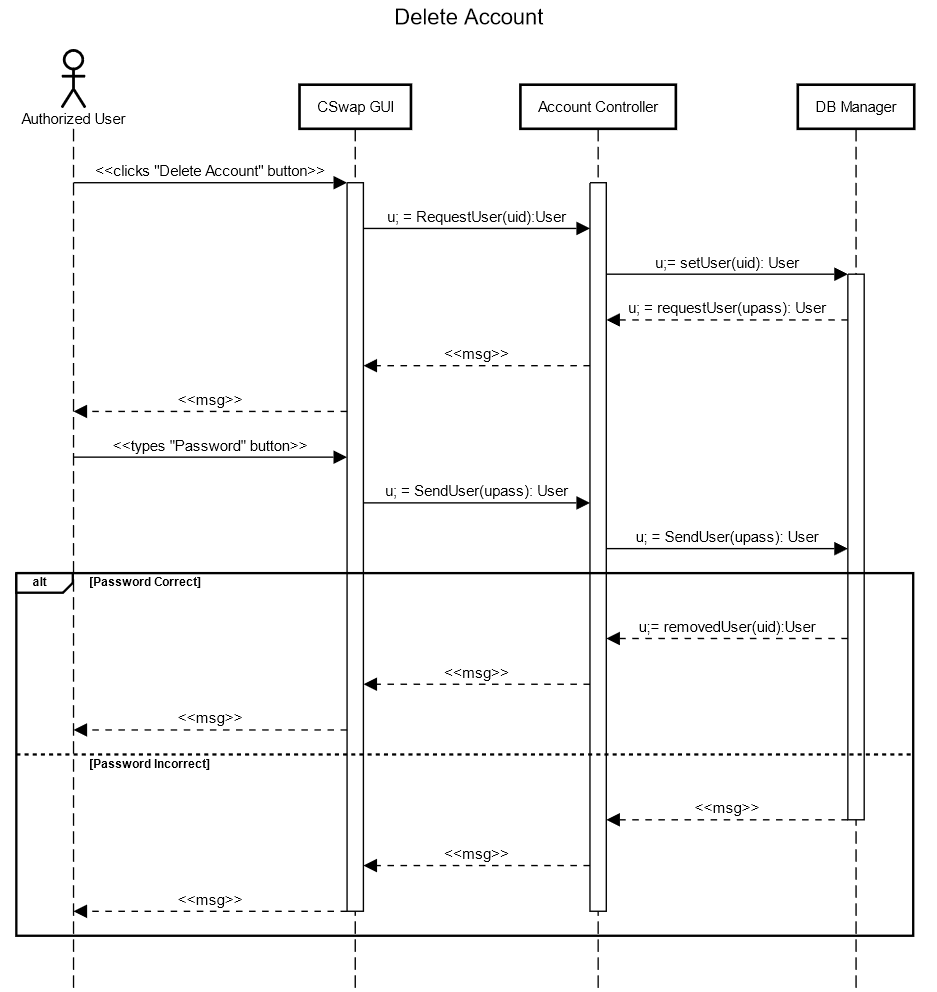 Delete Account
Authorized User
CSwap GUI
Account Controller
DB Manager
<<clicks "Delete Account" button>>
u; = RequestUser(uid):User
u;= setUser(uid): User
u; = requestUser(upass): User
<<msg>>
<<msg>>
<<types "Password" button>>
u; = SendUser(upass): User
u; = SendUser(upass): User
alt
[Password Correct]
u;= removedUser(uid):User
<<msg>>
<<msg>>
[Password Incorrect]
<<msg>>
<<msg>>
<<msg>>